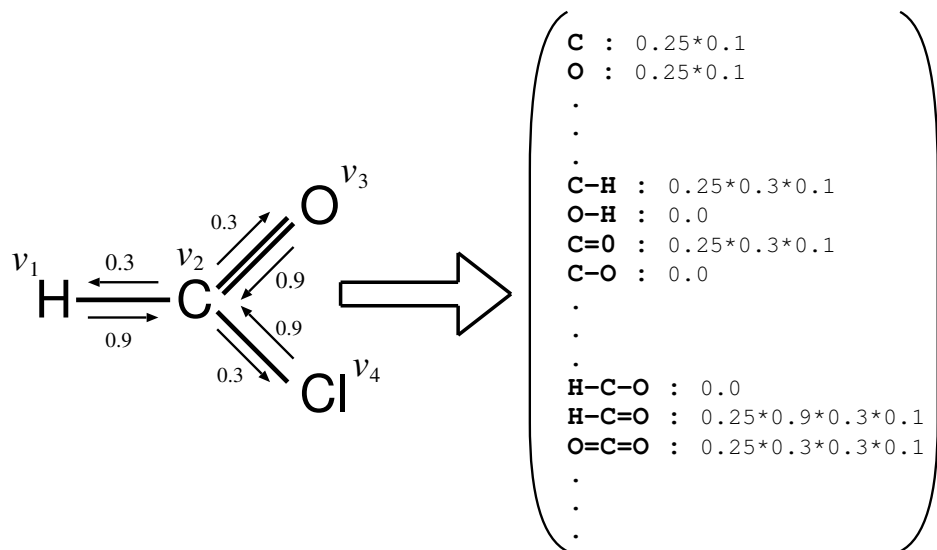 v3
O
0.3
v1
0.3
v2
0.9
H
C
0.9
0.9
0.3
v4
Cl
C : 0.25*0.1
O : 0.25*0.1
.
.
.
C-H : 0.25*0.3*0.1
O-H : 0.0
C=0 : 0.25*0.3*0.1
C-O : 0.0
.
.
.
H-C-O : 0.0
H-C=O : 0.25*0.9*0.3*0.1
O=C=O : 0.25*0.3*0.3*0.1
.
.
.